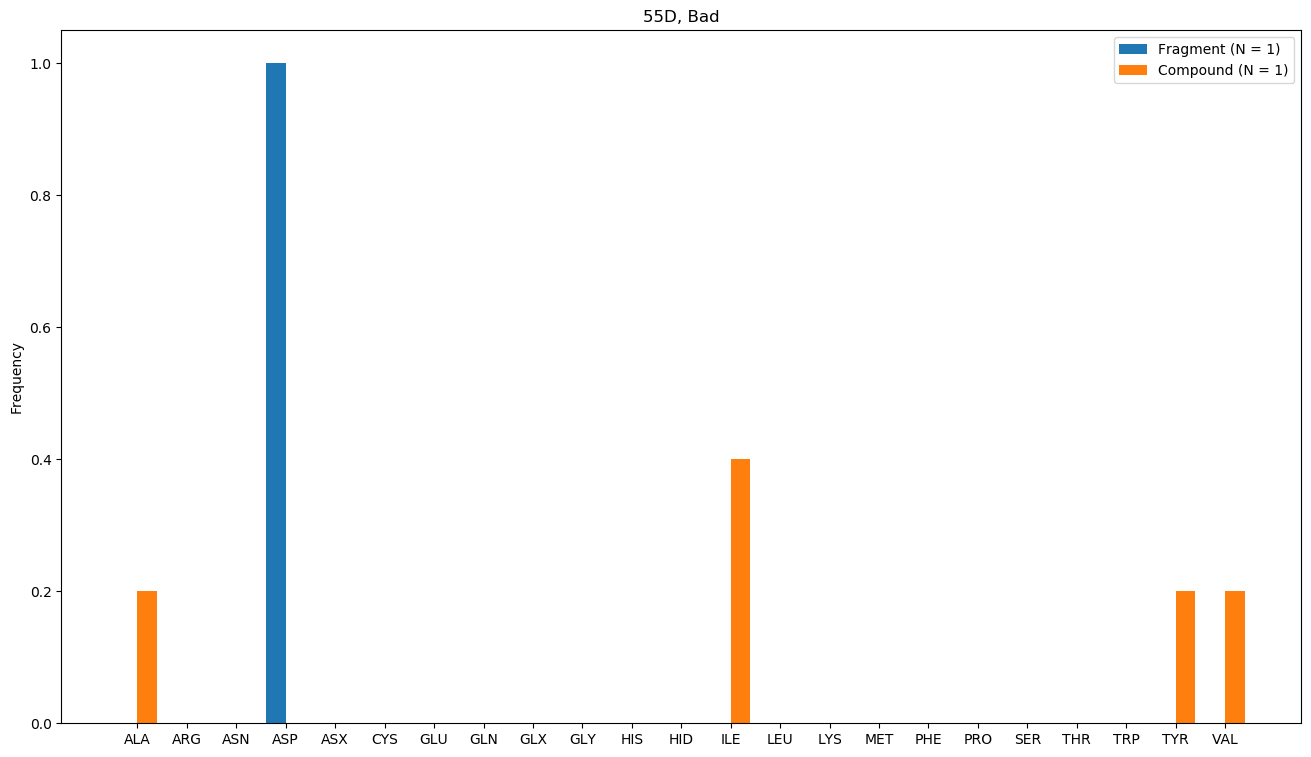 55D, Bad
Fragment (N = 1)
Compound (N = 1)
Frequency
1.0
0.8
0.6
0.4
0.2
0.0
ALA ARG ASN ASP ASX CYS GLU GLN GLX GLY HIS HID ILE LEU LYS MET PHE PRO SER THR TRP TYR VAL